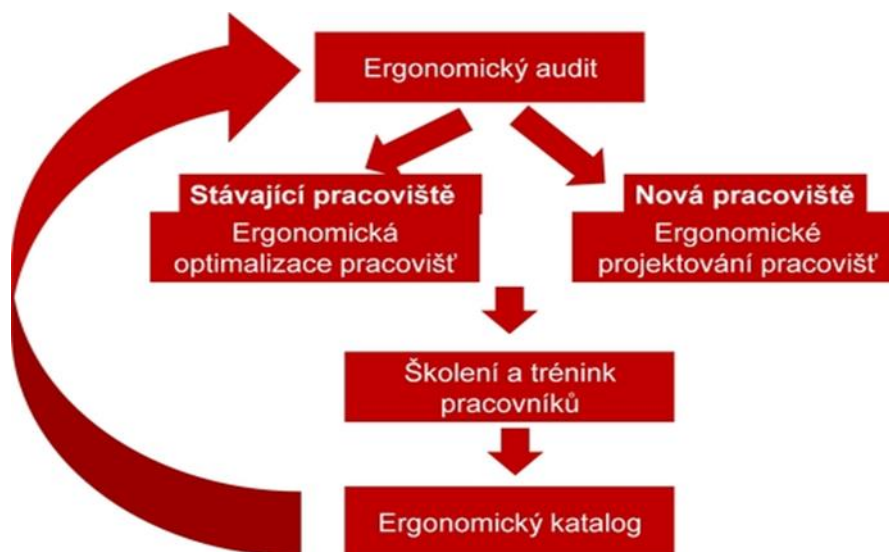 Ergonomický audit
Stávající pracoviště
Ergonomická
optimalizace pracovišť
Nová pracoviště
Ergonomické
projektování pracovišť
Školení a trénink
pracovníků
Ergonomický katalog